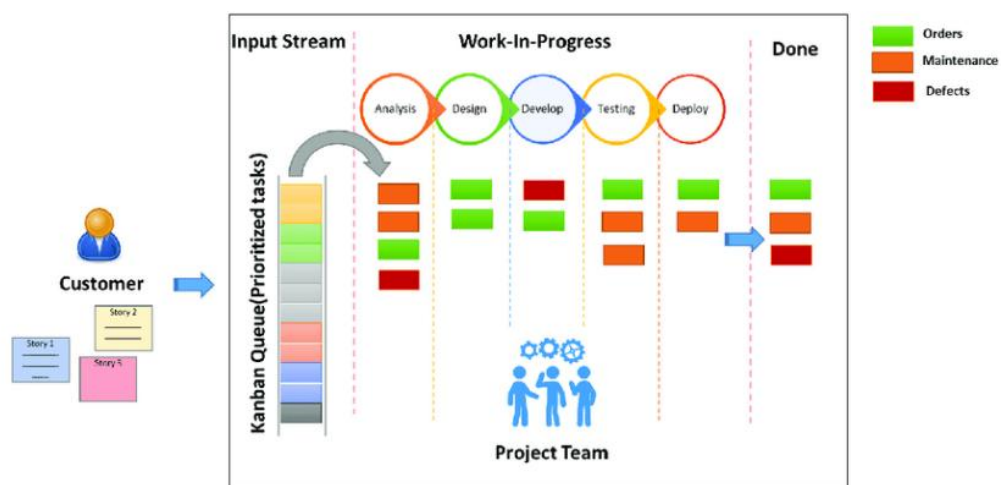 Input Stream
Work-In-Progress
Done
Orders
Maintenance
Defects
Analysis
Design
Develop
Testing
Deploy
Kanban Queue(Prioritized tasks)
Customer
Story 2
Story 1
Story 3
Project Team